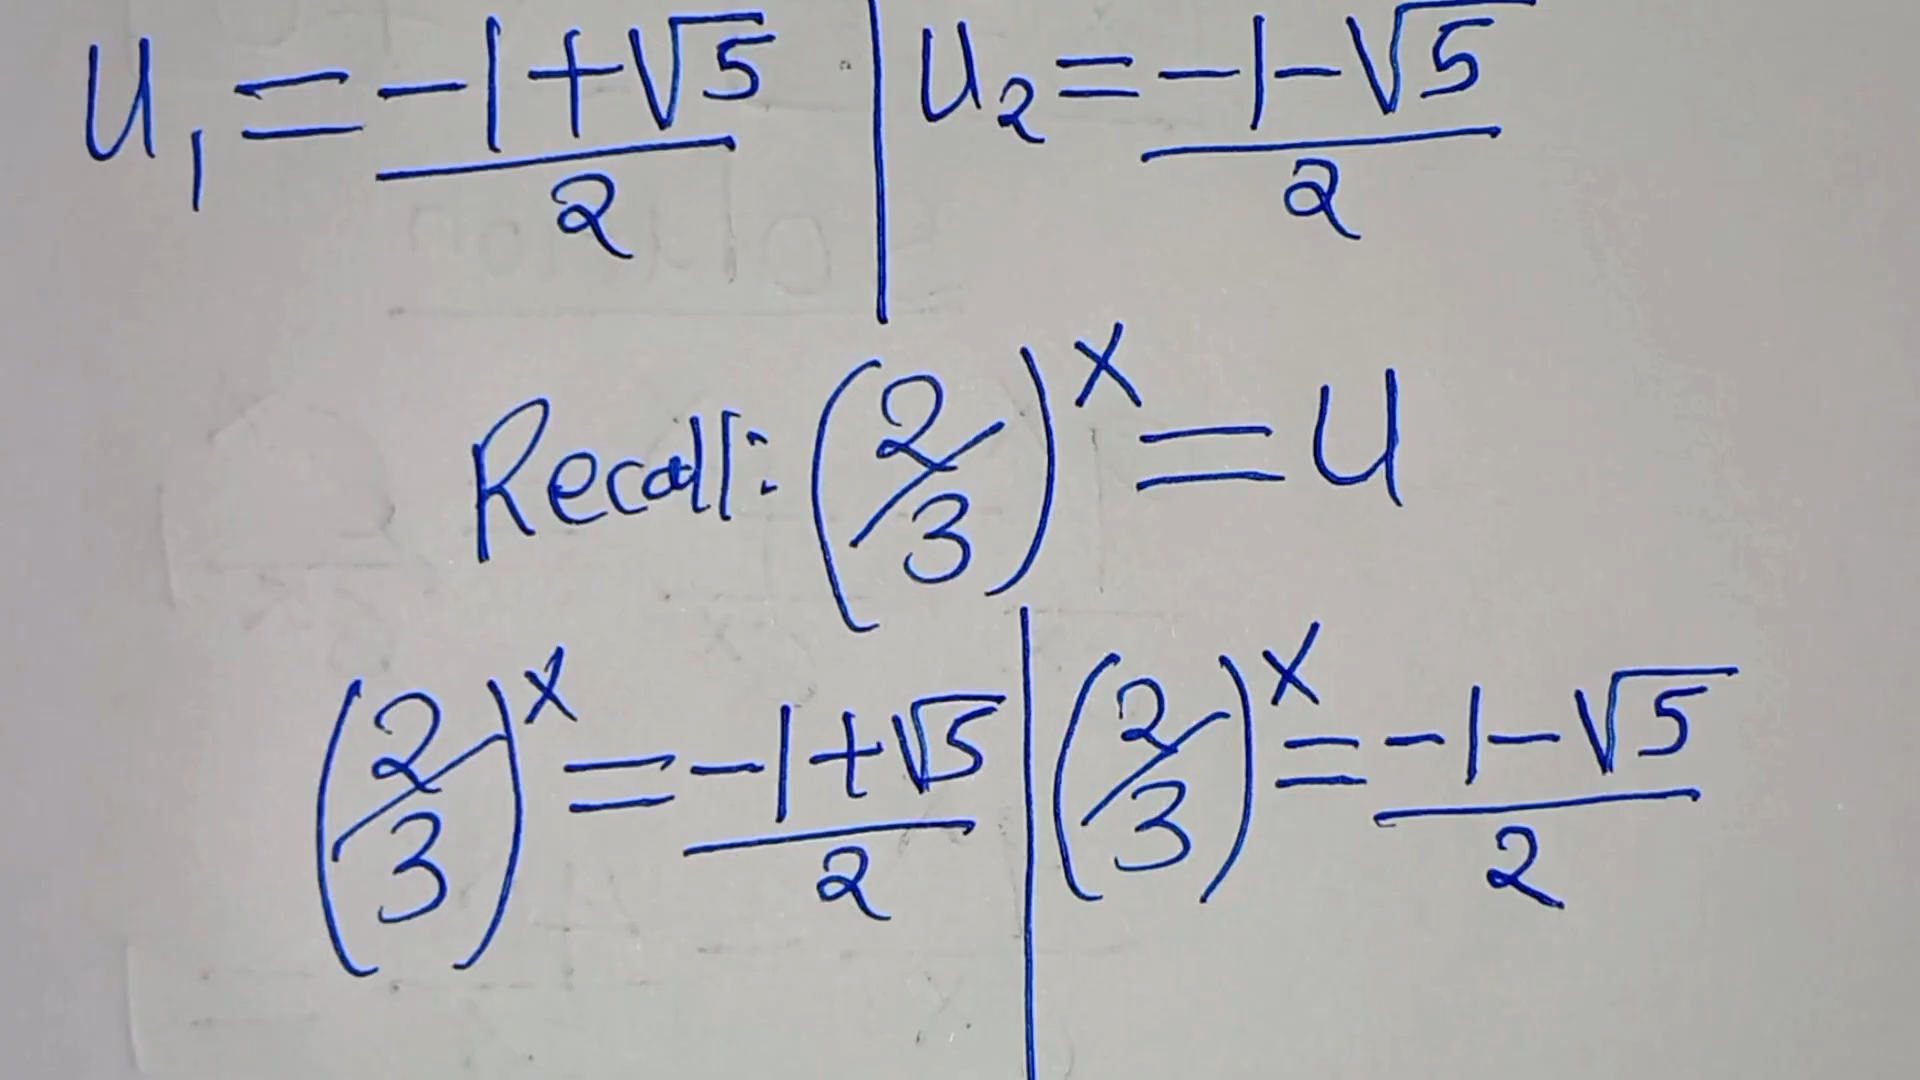 U₁ = (-1+√5)/2 | U₂ = (-1-√5)/2
Recall: (2/3)^x = U
(2/3)^x = (-1+√5)/2 | (2/3)^x = (-1-√5)/2